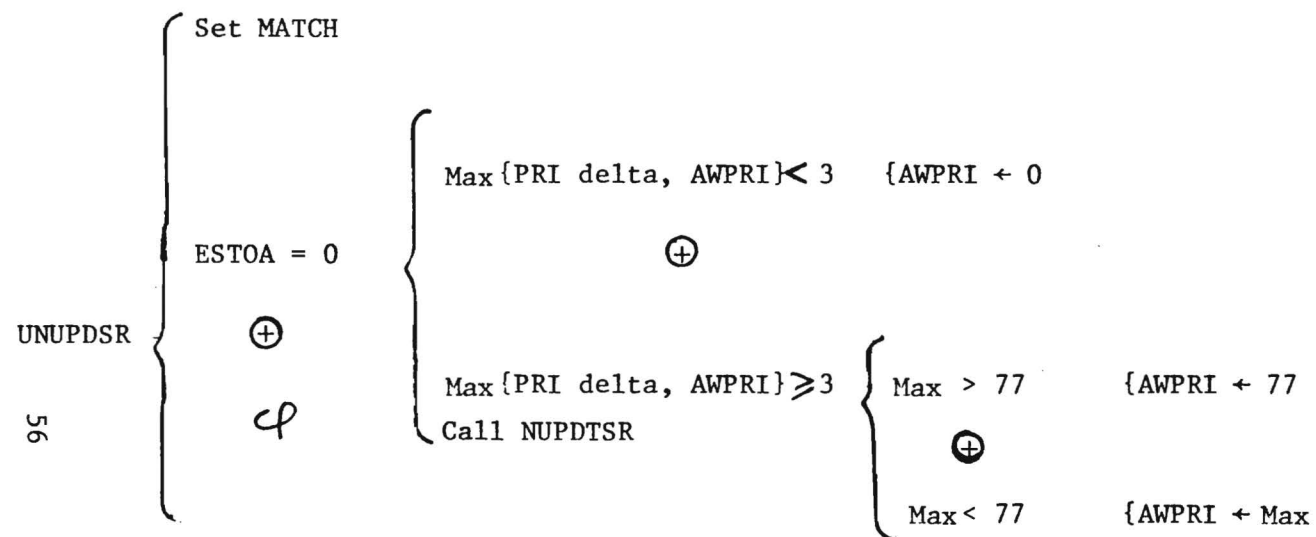 Set MATCH
Max {PRI delta, AWPRI} < 3 {AWPRI ← 0
ESTOA = 0 ⊕
UNUPDSR ⊕
Max {PRI delta, AWPRI} ≥ 3 Max > 77 {AWPRI ← 77
φ
Call NUPDTSR ⊕
Max < 77 {AWPRI ← Max
56